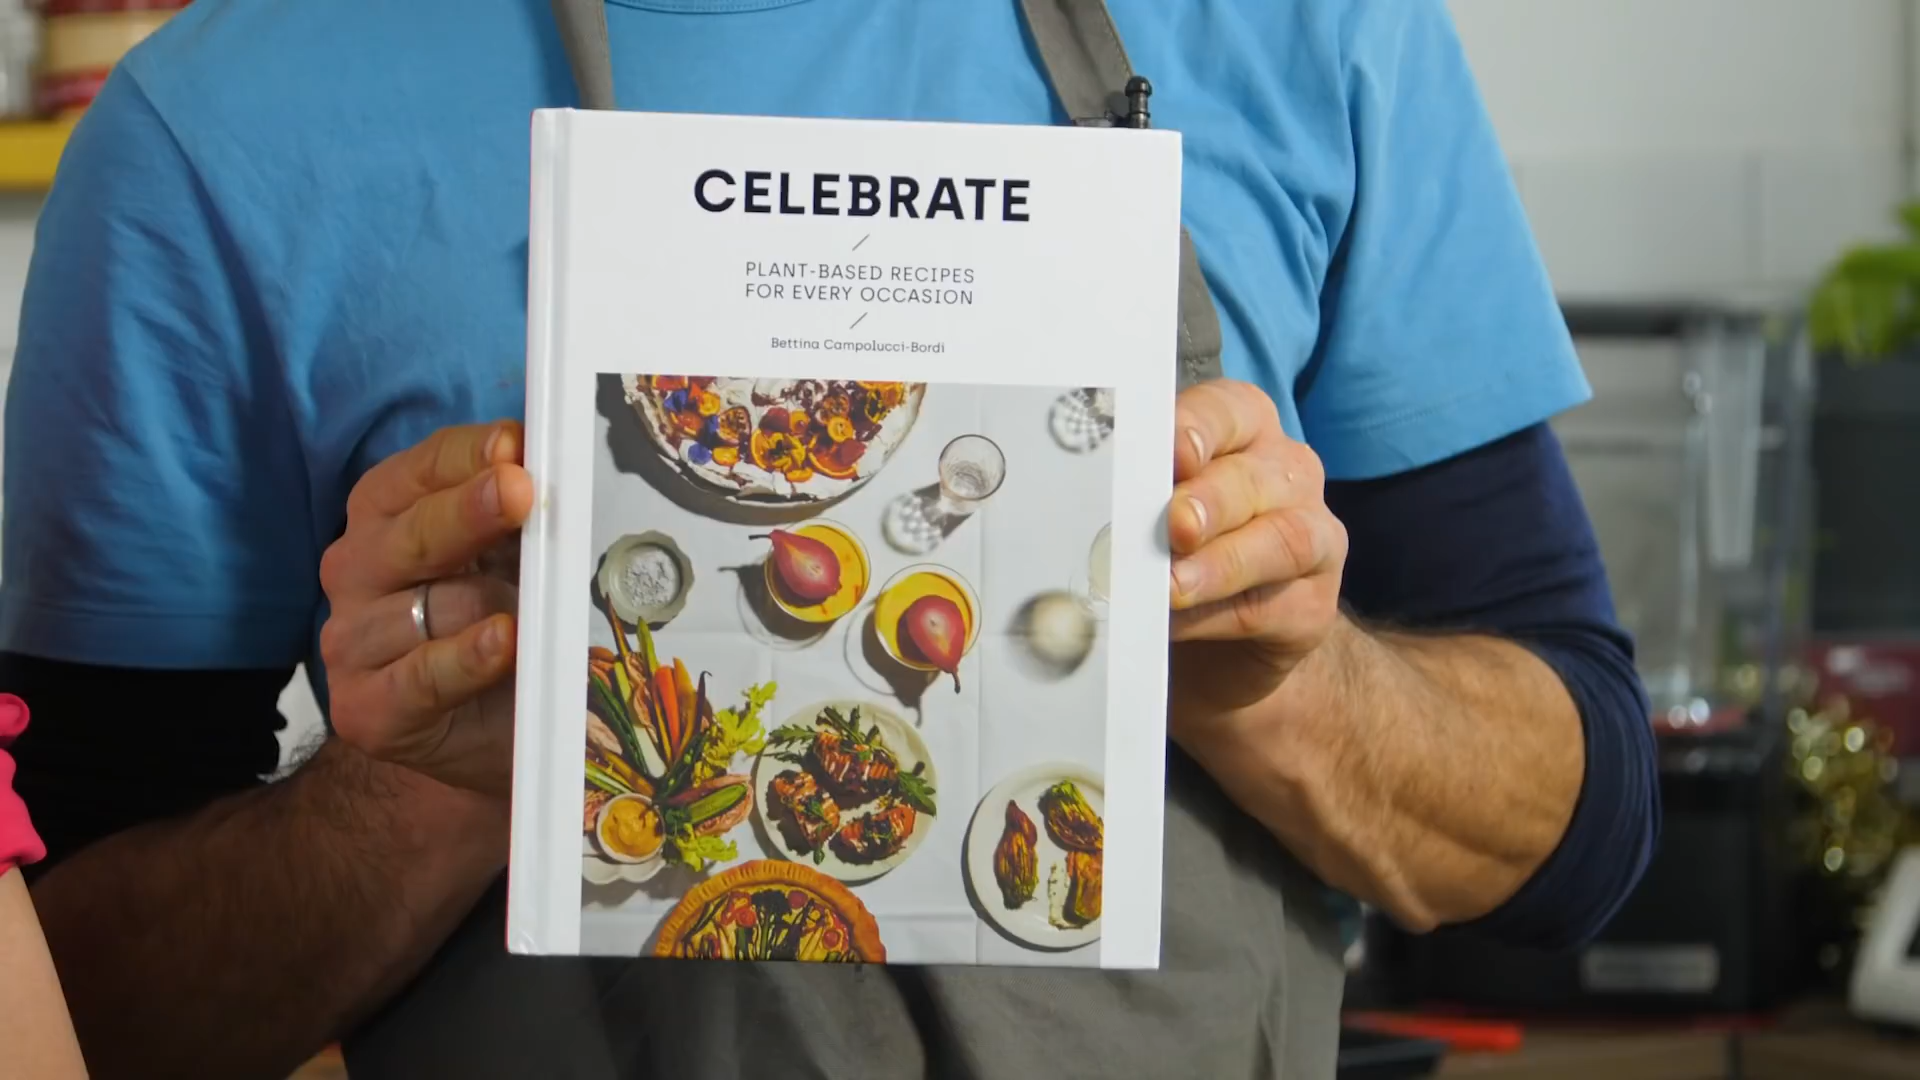 CELEBRATE
PLANT-BASED RECIPES
FOR EVERY OCCASION
Bettina Campolucci-Bordi